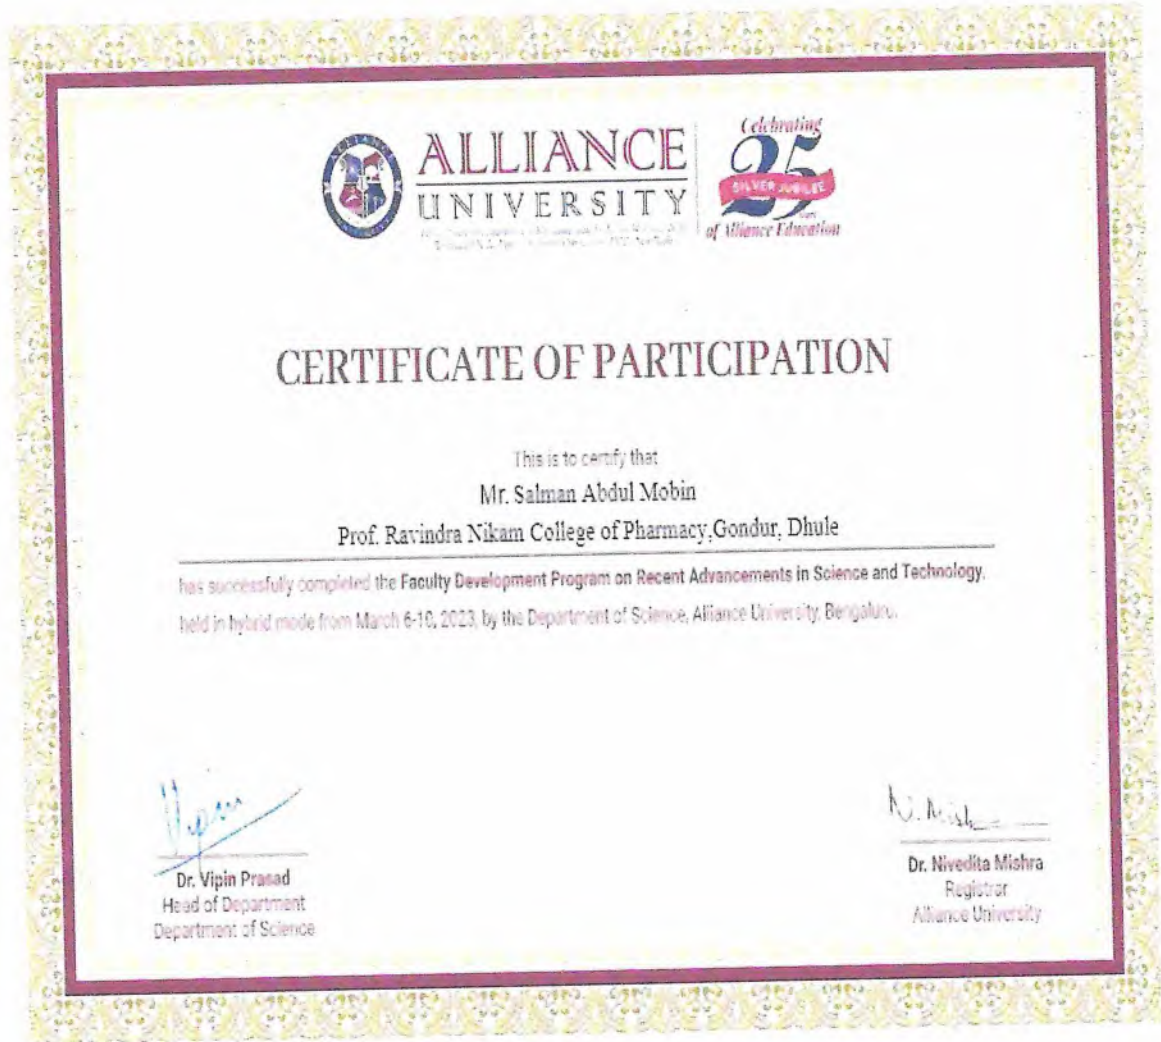 ALLIANCE
UNIVERSITY
Celebrating
25
SILVER JUBILEE
of Alliance Education
CERTIFICATE OF PARTICIPATION
This is to certify that
Mr. Salman Abdul Mobin
Prof. Ravindra Nikam College of Pharmacy,Gondur, Dhule
has successfully completed the Faculty Development Program on Recent Advancements in Science and Technology,
held in hybrid mode from March 6-10, 2023, by the Department of Science, Alliance University, Bengaluru.
Vipin
Dr. Vipin Prasad
Head of Department
Department of Science
N. Mish
Dr. Nivedita Mishra
Registrar
Alliance University